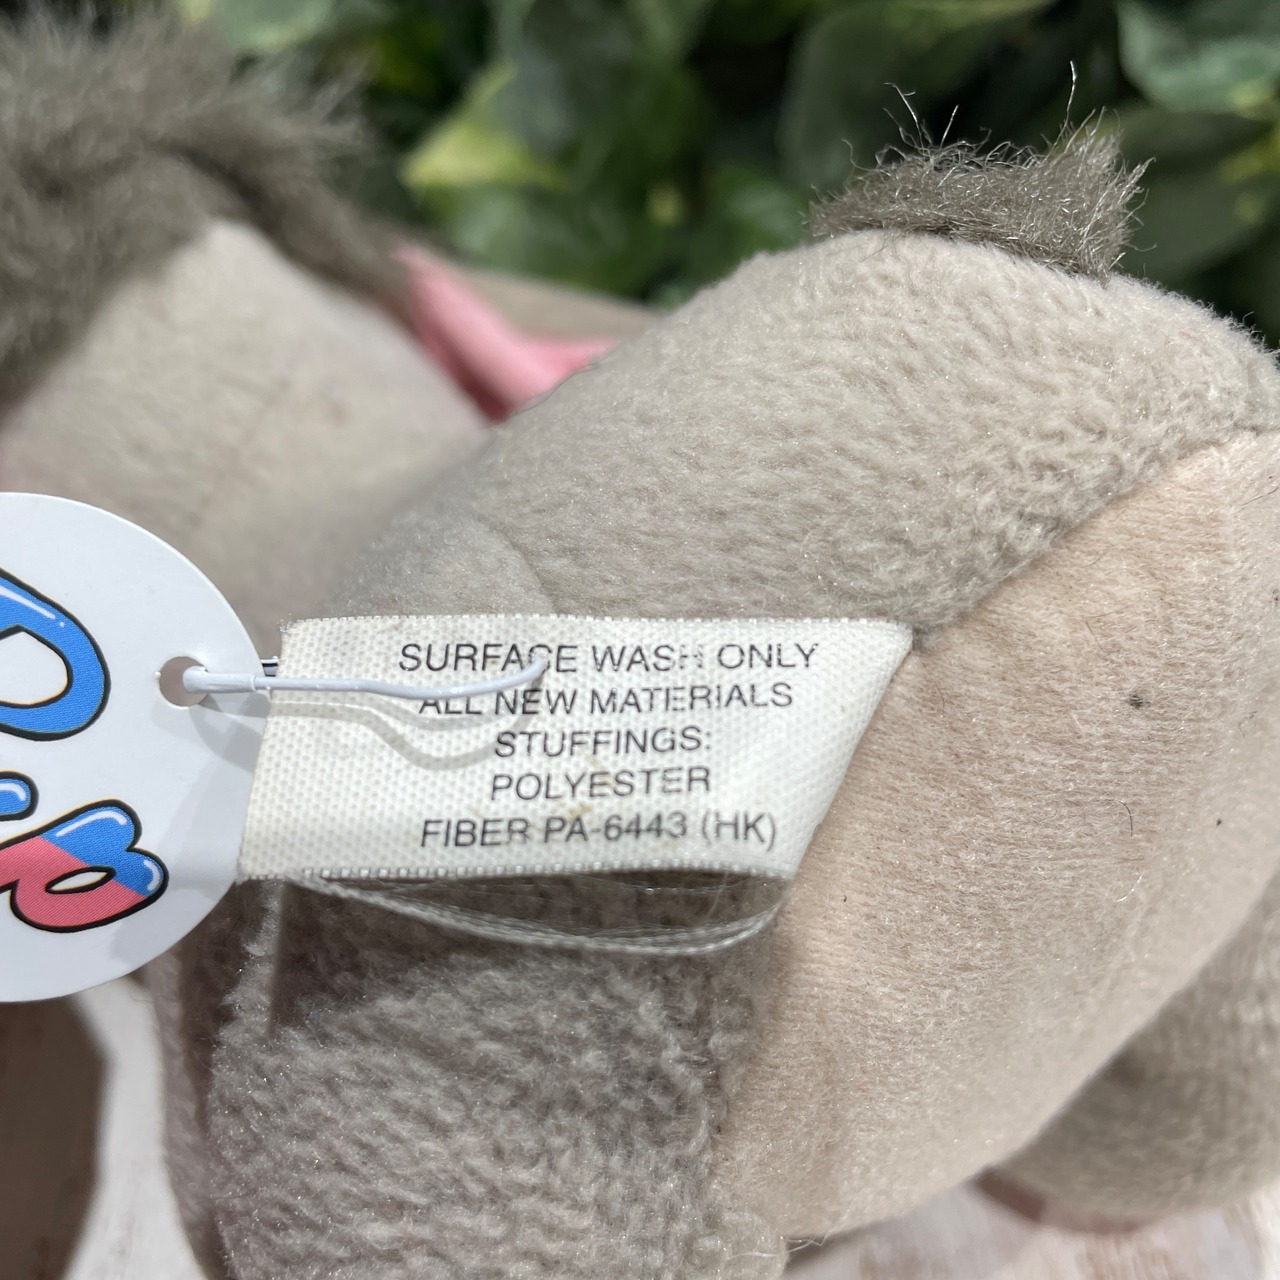 SURFACE WASH ONLY
ALL NEW MATERIALS
STUFFINGS:
POLYESTER
FIBER PA-6443 (HK)